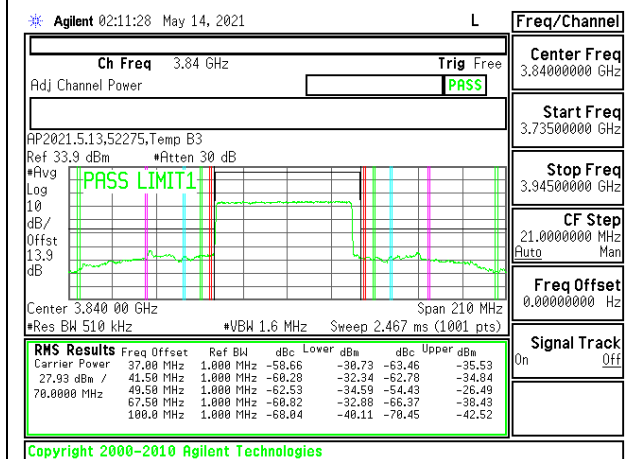 Agilent 02:11:28 May 14, 2021 L
Freq/Channel
Ch Freq 3.84 GHz Trig Free
Adj Channel Power PASS
Center Freq
3.84000000 GHz
Start Freq
3.73500000 GHz
Stop Freq
3.94500000 GHz
CF Step
21.0000000 MHz
Auto Man
Freq Offset
0.00000000 Hz
Signal Track
On Off
AP2021.5.13,52275,Temp B3
Ref 33.9 dBm #Atten 30 dB
#Avg
Log
10
dB/
Offst
13.9
dB
PASS LIMIT1
Center 3.840 00 GHz Span 210 MHz
#Res BW 510 kHz #VBW 1.6 MHz Sweep 2.467 ms (1001 pts)
RMS Results Freq Offset Ref BW dBc Lower dBm dBc Upper dBm
Carrier Power 37.00 MHz 1.000 MHz -58.66 -30.73 -63.46 -35.53
27.93 dBm / 41.50 MHz 1.000 MHz -60.28 -32.34 -62.78 -34.84
70.0000 MHz 49.50 MHz 1.000 MHz -62.53 -34.59 -54.43 -26.49
67.50 MHz 1.000 MHz -60.82 -32.88 -66.37 -38.43
100.0 MHz 1.000 MHz -68.04 -40.11 -70.45 -42.52
Copyright 2000-2010 Agilent Technologies